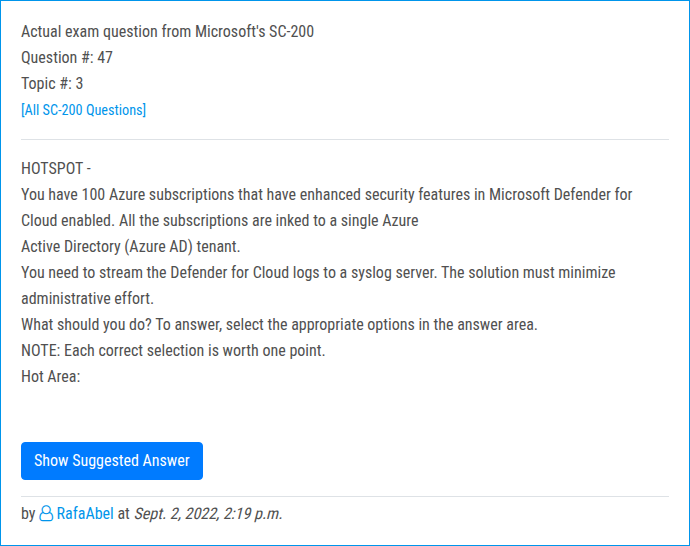 Actual exam question from Microsoft's SC-200
Question #: 47
Topic #: 3
[All SC-200 Questions]
HOTSPOT -
You have 100 Azure subscriptions that have enhanced security features in Microsoft Defender for
Cloud enabled. All the subscriptions are inked to a single Azure
Active Directory (Azure AD) tenant.
You need to stream the Defender for Cloud logs to a syslog server. The solution must minimize
administrative effort.
What should you do? To answer, select the appropriate options in the answer area.
NOTE: Each correct selection is worth one point.
Hot Area:
Show Suggested Answer
by RafaAbel at Sept. 2, 2022, 2:19 p.m.